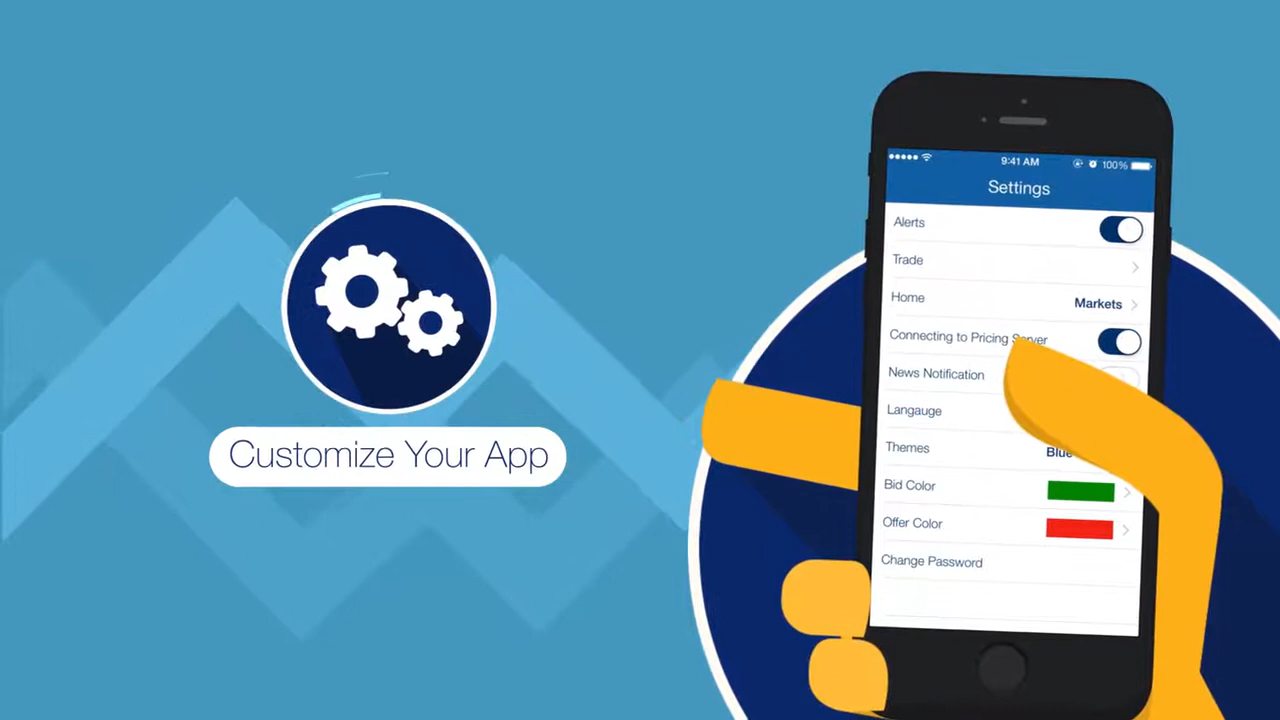 Customize Your App
9:41 AM 100%
Settings
Alerts
Trade
Home Markets
Connecting to Pricing Server
News Notification
Langauge
Themes Blue
Bid Color
Offer Color
Change Password